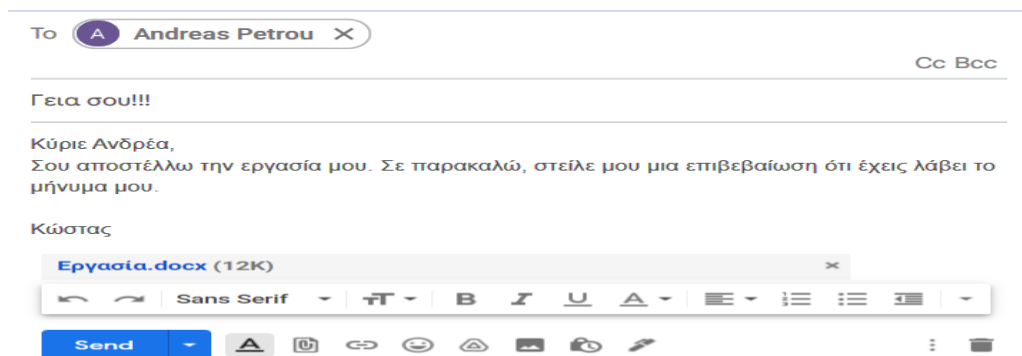 To A Andreas Petrou
Cc Bcc
Γεια σου!!!
Κύριε Ανδρέα,
Σου αποστέλλω την εργασία μου. Σε παρακαλώ, στείλε μου μια επιβεβαίωση ότι έχεις λάβει το
μήνυμα μου.
Κώστας
Εργασία.docx (12K)
Sans Serif B I U A
Send A